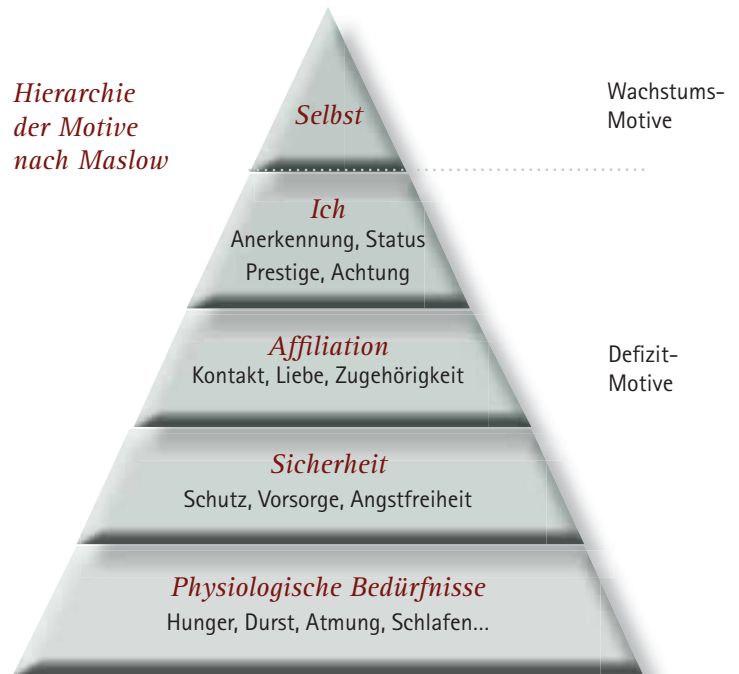 Hierarchie
der Motive
nach Maslow
Selbst
Wachstums-
Motive
Ich
Anerkennung, Status
Prestige, Achtung
Affiliation
Kontakt, Liebe, Zugehörigkeit
Defizit-
Motive
Sicherheit
Schutz, Vorsorge, Angstfreiheit
Physiologische Bedürfnisse
Hunger, Durst, Atmung, Schlafen...